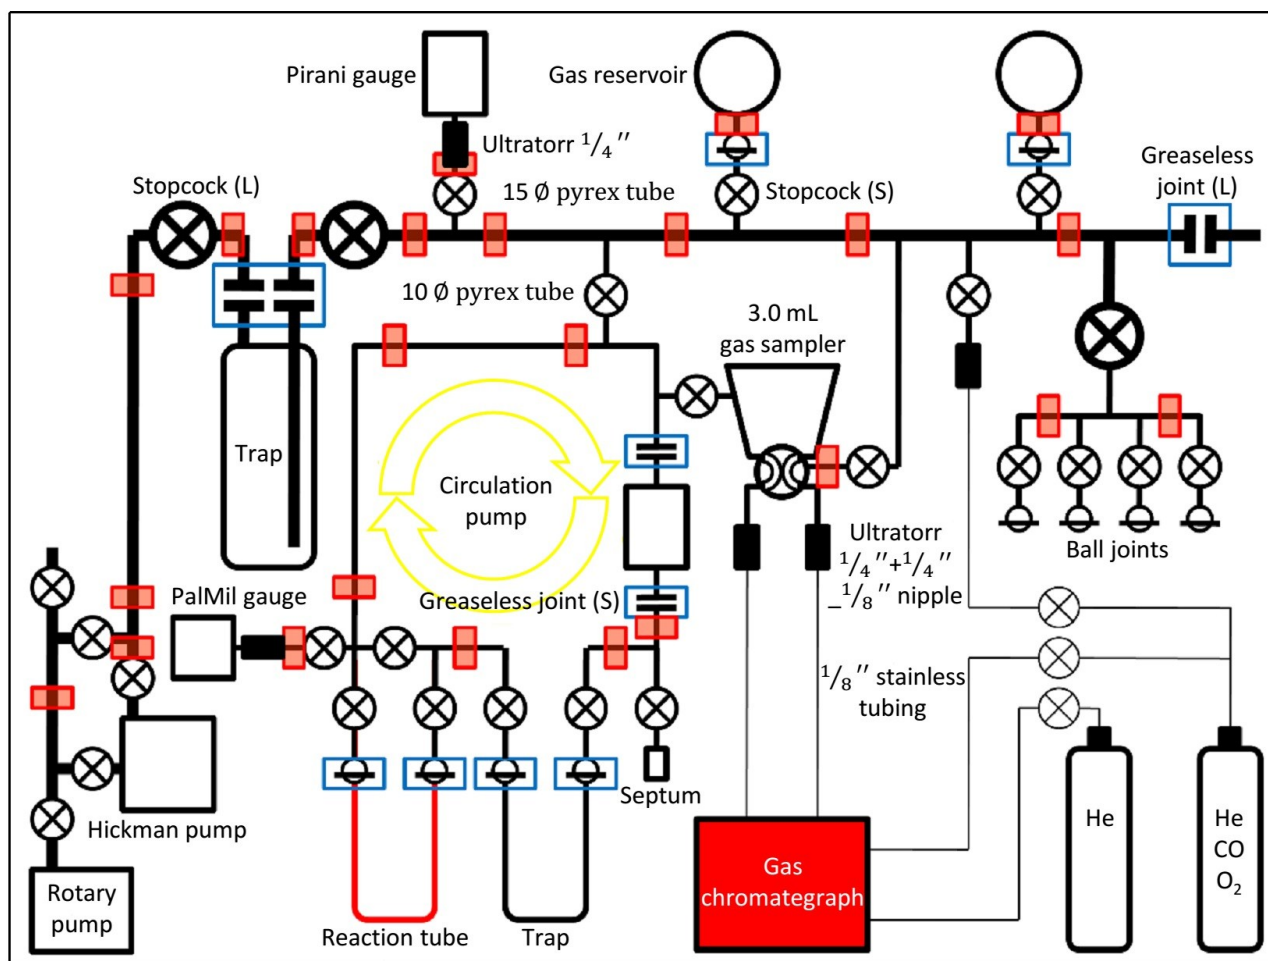 Pirani gauge
Gas reservoir
Ultratorr 1/4 ″
Greaseless
joint (L)
Stopcock (L)
15 Ø pyrex tube
Stopcock (S)
10 Ø pyrex tube
3.0 mL
gas sampler
Trap
Circulation
pump
Ultratorr
1/4 ″+1/4 ″
_1/8 ″ nipple
Ball joints
PalMil gauge
Greaseless joint (S)
1/8 ″ stainless
tubing
Septum
Hickman pump
He
He
CO
O2
Gas
chromategraph
Rotary
pump
Reaction tube
Trap